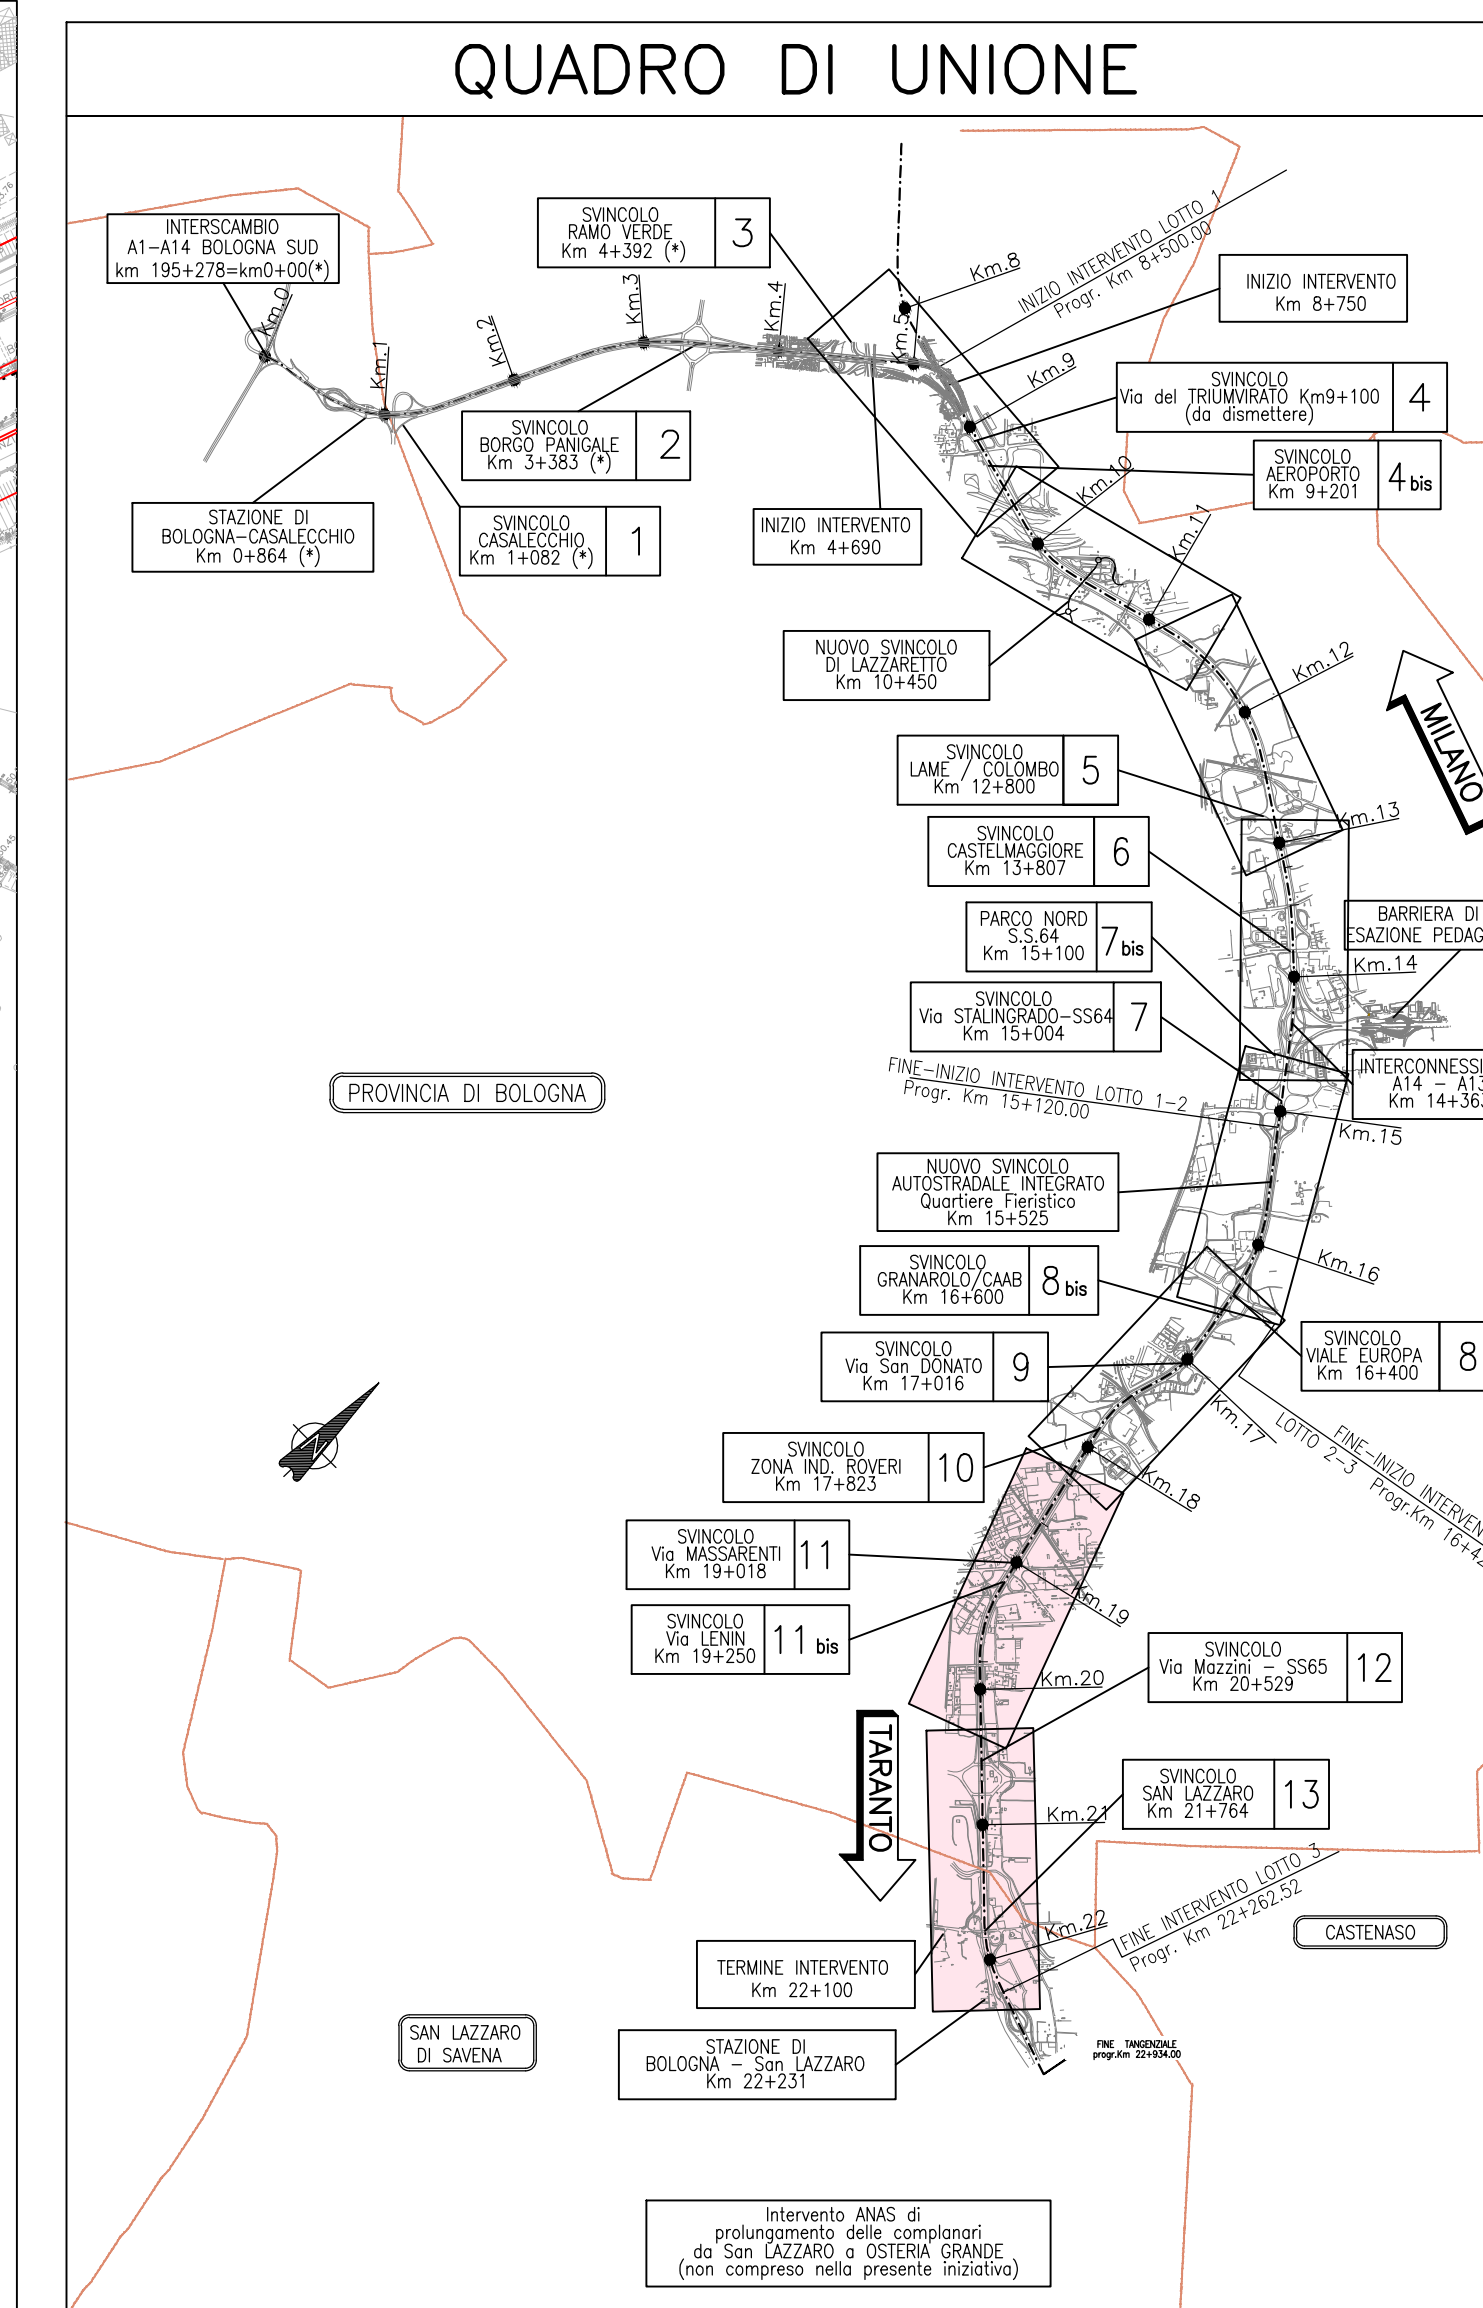 QUADRO DI UNIONE
INTERSCAMBIO
A1-A14 BOLOGNA SUD
km 195+278=km0+00(*)
SVINCOLO
RAMO VERDE
Km 4+392 (*)
3
Km.0
Km.1
Km.2
Km.3
Km.4
Km.5
Km.8
INIZIO INTERVENTO LOTTO 1
Progr. Km 8+500.00
INIZIO INTERVENTO
Km 8+750
Km.9
SVINCOLO
Via del TRIUMVIRATO Km9+100
(da dismettere)
4
SVINCOLO
BORGO PANIGALE
Km 3+383 (*)
2
SVINCOLO
AEROPORTO
Km 9+201
4 bis
STAZIONE DI
BOLOGNA-CASALECCHIO
Km 0+864 (*)
SVINCOLO
CASALECCHIO
Km 1+082 (*)
1
INIZIO INTERVENTO
Km 4+690
Km.10
Km.11
NUOVO SVINCOLO
DI LAZZARETTO
Km 10+450
Km.12
MILANO
SVINCOLO
LAME / COLOMBO
Km 12+800
5
Km.13
SVINCOLO
CASTELMAGGIORE
Km 13+807
6
PARCO NORD
S.S.64
Km 15+100
7 bis
BARRIERA DI
Km.14
SVINCOLO
Via STALINGRADO-SS64
Km 15+004
7
A14 - A13
FINE-INIZIO INTERVENTO LOTTO 1-2
Progr. Km 15+120.00
PROVINCIA DI BOLOGNA
Km.15
NUOVO SVINCOLO
AUTOSTRADALE INTEGRATO
Quartiere Fieristico
Km 15+525
SVINCOLO
GRANAROLO/CAAB
Km 16+600
8 bis
Km.16
SVINCOLO
VIALE EUROPA
Km 16+400
8
SVINCOLO
Via San DONATO
Km 17+016
9
Km.17
FINE-INIZIO
LOTTO 2-3 Progr.Km
SVINCOLO
ZONA IND. ROVERI
Km 17+823
10
Km.18
SVINCOLO
Via MASSARENTI
Km 19+018
11
Km.19
SVINCOLO
Via LENIN
Km 19+250
11 bis
SVINCOLO
Via Mazzini - SS65
Km 20+529
12
Km.20
TARANTO
SVINCOLO
SAN LAZZARO
Km 21+764
13
Km.21
FINE INTERVENTO LOTTO 3
Progr. Km 22+262.52
Km.22
CASTENASO
TERMINE INTERVENTO
Km 22+100
SAN LAZZARO
DI SAVENA
STAZIONE DI
BOLOGNA - San LAZZARO
Km 22+231
FINE TANGENZIALE
progr.Km 22+934.00
Intervento ANAS di
prolungamento delle complanari
da San LAZZARO a OSTERIA GRANDE
(non compreso nella presente iniziativa)